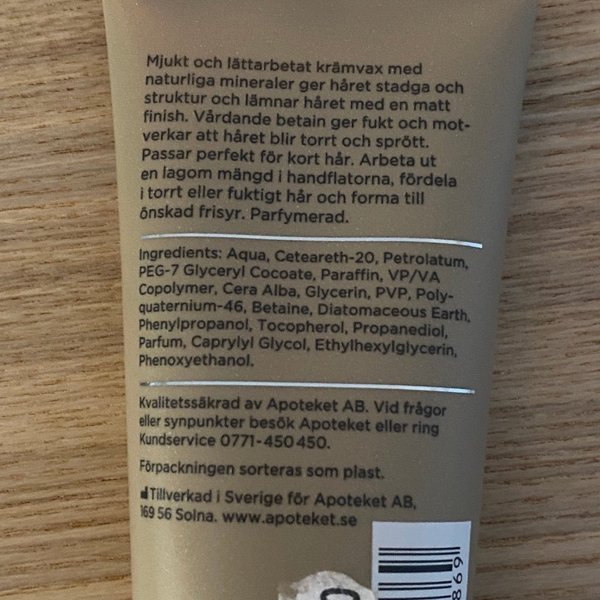 Mjukt och lättarbetat krämvax med
naturliga mineraler ger håret stadga och
struktur och lämnar håret med en matt
finish. Vårdande betain ger fukt och mot-
verkar att håret blir torrt och sprött.
Passar perfekt för kort hår. Arbeta ut
en lagom mängd i handflatorna, fördela
i torrt eller fuktigt hår och forma till
önskad frisyr. Parfymerad.
Ingredients: Aqua, Ceteareth-20, Petrolatum,
PEG-7 Glyceryl Cocoate, Paraffin, VP/VA
Copolymer, Cera Alba, Glycerin, PVP, Poly-
quaternium-46, Betaine, Diatomaceous Earth,
Phenylpropanol, Tocopherol, Propanediol,
Parfum, Caprylyl Glycol, Ethylhexylglycerin,
Phenoxyethanol.
Kvalitetssäkrad av Apoteket AB. Vid frågor
eller synpunkter besök Apoteket eller ring
Kundservice 0771-450 450.
Förpackningen sorteras som plast.
Tillverkad i Sverige för Apoteket AB,
169 56 Solna. www.apoteket.se